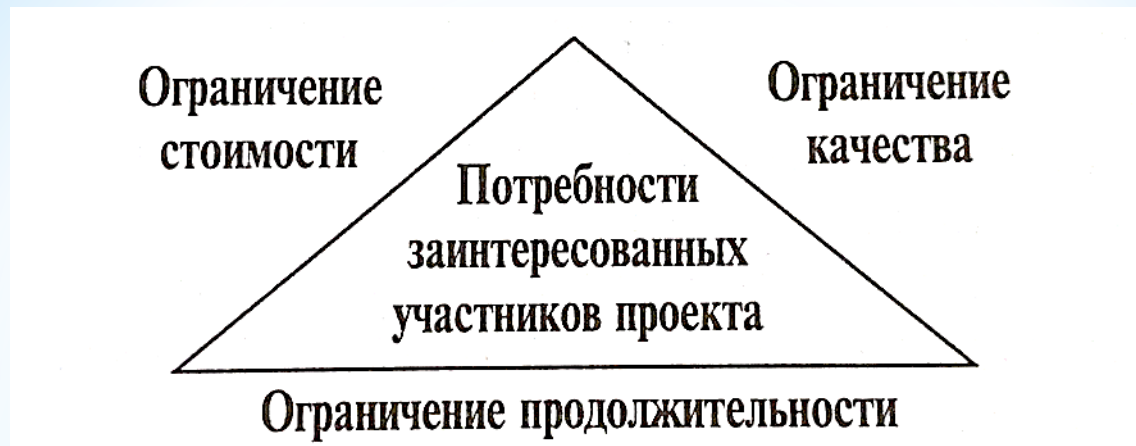 Ограничение
стоимости
Ограничение
качества
Потребности
заинтересованных
участников проекта
Ограничение продолжительности